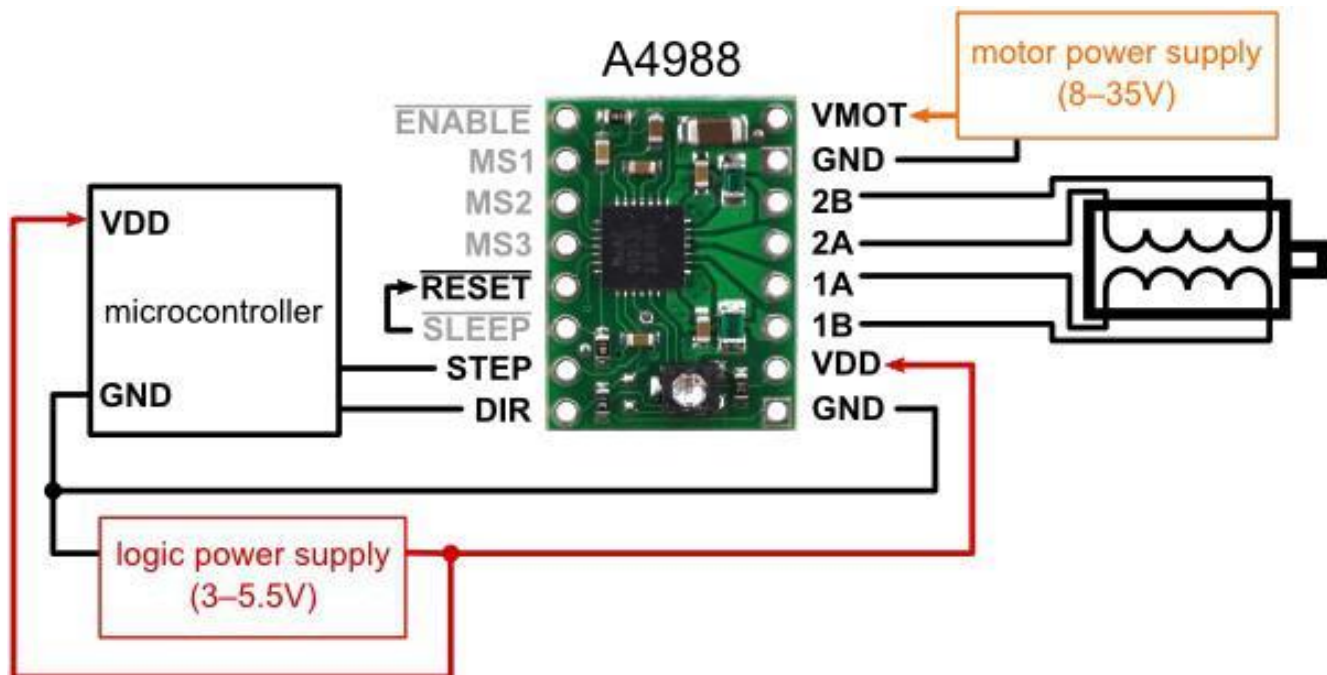 A4988
motor power supply
(8–35V)
ENABLE
VMOT
MS1
GND
MS2
2B
VDD
MS3
2A
microcontroller
RESET
1A
SLEEP
1B
STEP
VDD
GND
DIR
GND
logic power supply
(3–5.5V)